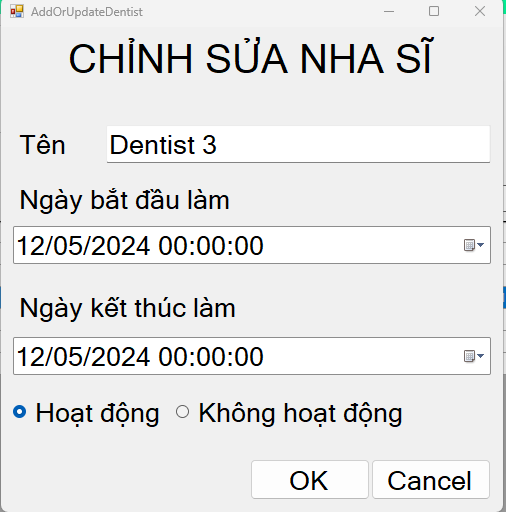 AddOrUpdateDentist
CHỈNH SỬA NHA SĨ
Tên Dentist 3
Ngày bắt đầu làm
12/05/2024 00:00:00
Ngày kết thúc làm
12/05/2024 00:00:00
Hoạt động Không hoạt động
OK Cancel